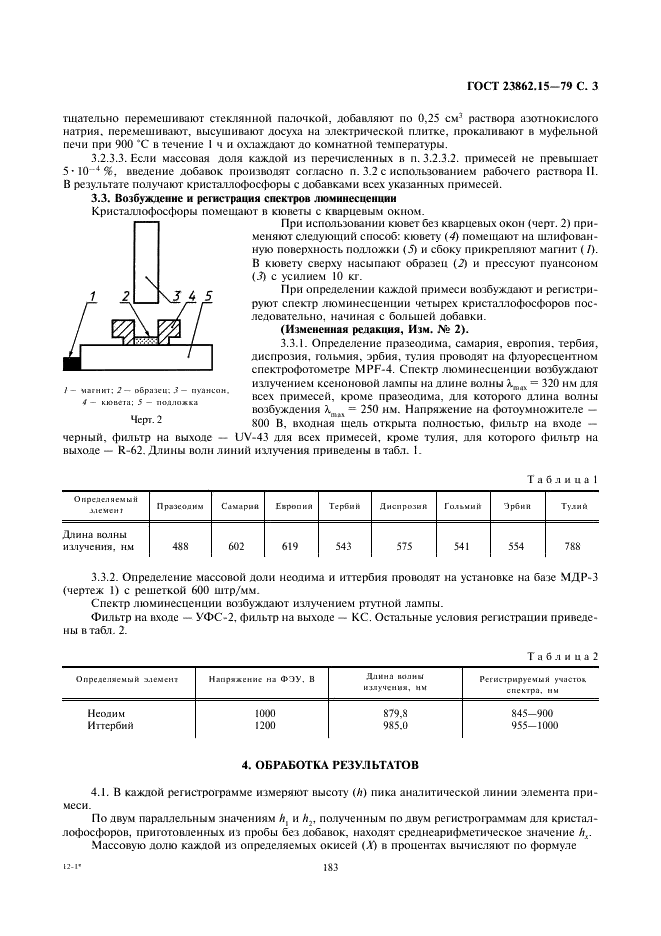 ГОСТ 23862.15—79 С. 3
тщательно перемешивают стеклянной палочкой, добавляют по 0,25 см³ раствора азотнокислого
натрия, перемешивают, высушивают досуха на электрической плитке, прокаливают в муфельной
печи при 900 °С в течение 1 ч и охлаждают до комнатной температуры.
3.2.3.3. Если массовая доля каждой из перечисленных в п. 3.2.3.2. примесей не превышает
5·10⁻⁴ %, введение добавок производят согласно п. 3.2 с использованием рабочего раствора II.
В результате получают кристаллофосфоры с добавками всех указанных примесей.
3.3. Возбуждение и регистрация спектров люминесценции
Кристаллофосфоры помещают в кюветы с кварцевым окном.
При использовании кювет без кварцевых окон (черт. 2) при-
меняют следующий способ: кювету (4) помещают на шлифован-
ную поверхность подложки (5) и сбоку прикрепляют магнит (1).
В кювету сверху насыпают образец (2) и прессуют пуансоном
(3) с усилием 10 кг.
При определении каждой примеси возбуждают и регистри-
руют спектр люминесценции четырех кристаллофосфоров пос-
ледовательно, начиная с большей добавки.
(Измененная редакция, Изм. № 2).
3.3.1. Определение празеодима, самария, европия, тербия,
диспрозия, гольмия, эрбия, тулия проводят на флуоресцентном
спектрофотометре MPF-4. Спектр люминесценции возбуждают
излучением ксеноновой лампы на длине волны λmax = 320 нм для
всех примесей, кроме празеодима, для которого длина волны
возбуждения λmax = 250 нм. Напряжение на фотоумножителе —
800 В, входная щель открыта полностью, фильтр на входе —
1 2 3 4 5
1 — магнит; 2 — образец; 3 — пуансон,
4 — кювета; 5 — подложка
Черт. 2
черный, фильтр на выходе — UV-43 для всех примесей, кроме тулия, для которого фильтр на
выходе — R-62. Длины волн линий излучения приведены в табл. 1.
Таблица 1
Определяемый
элемент
Празеодим Самарий Европий Тербий Диспрозий Гольмий Эрбий Тулий
Длина волны
излучения, нм 488 602 619 543 575 541 554 788
3.3.2. Определение массовой доли неодима и иттербия проводят на установке на базе МДР-3
(чертеж 1) с решеткой 600 штр/мм.
Спектр люминесценции возбуждают излучением ртутной лампы.
Фильтр на входе — УФС-2, фильтр на выходе — КС. Остальные условия регистрации приведе-
ны в табл. 2.
Таблица 2
Определяемый элемент Напряжение на ФЭУ, В Длина волны
излучения, нм Регистрируемый участок
спектра, нм
Неодим 1000 879,8 845—900
Иттербий 1200 985,0 955—1000
4. ОБРАБОТКА РЕЗУЛЬТАТОВ
4.1. В каждой регистрограмме измеряют высоту (h) пика аналитической линии элемента при-
меси.
По двум параллельным значениям h₁ и h₂, полученным по двум регистрограммам для кристал-
лофосфоров, приготовленных из пробы без добавок, находят среднеарифметическое значение hₓ.
Массовую долю каждой из определяемых окисей (X) в процентах вычисляют по формуле
12-1*
183